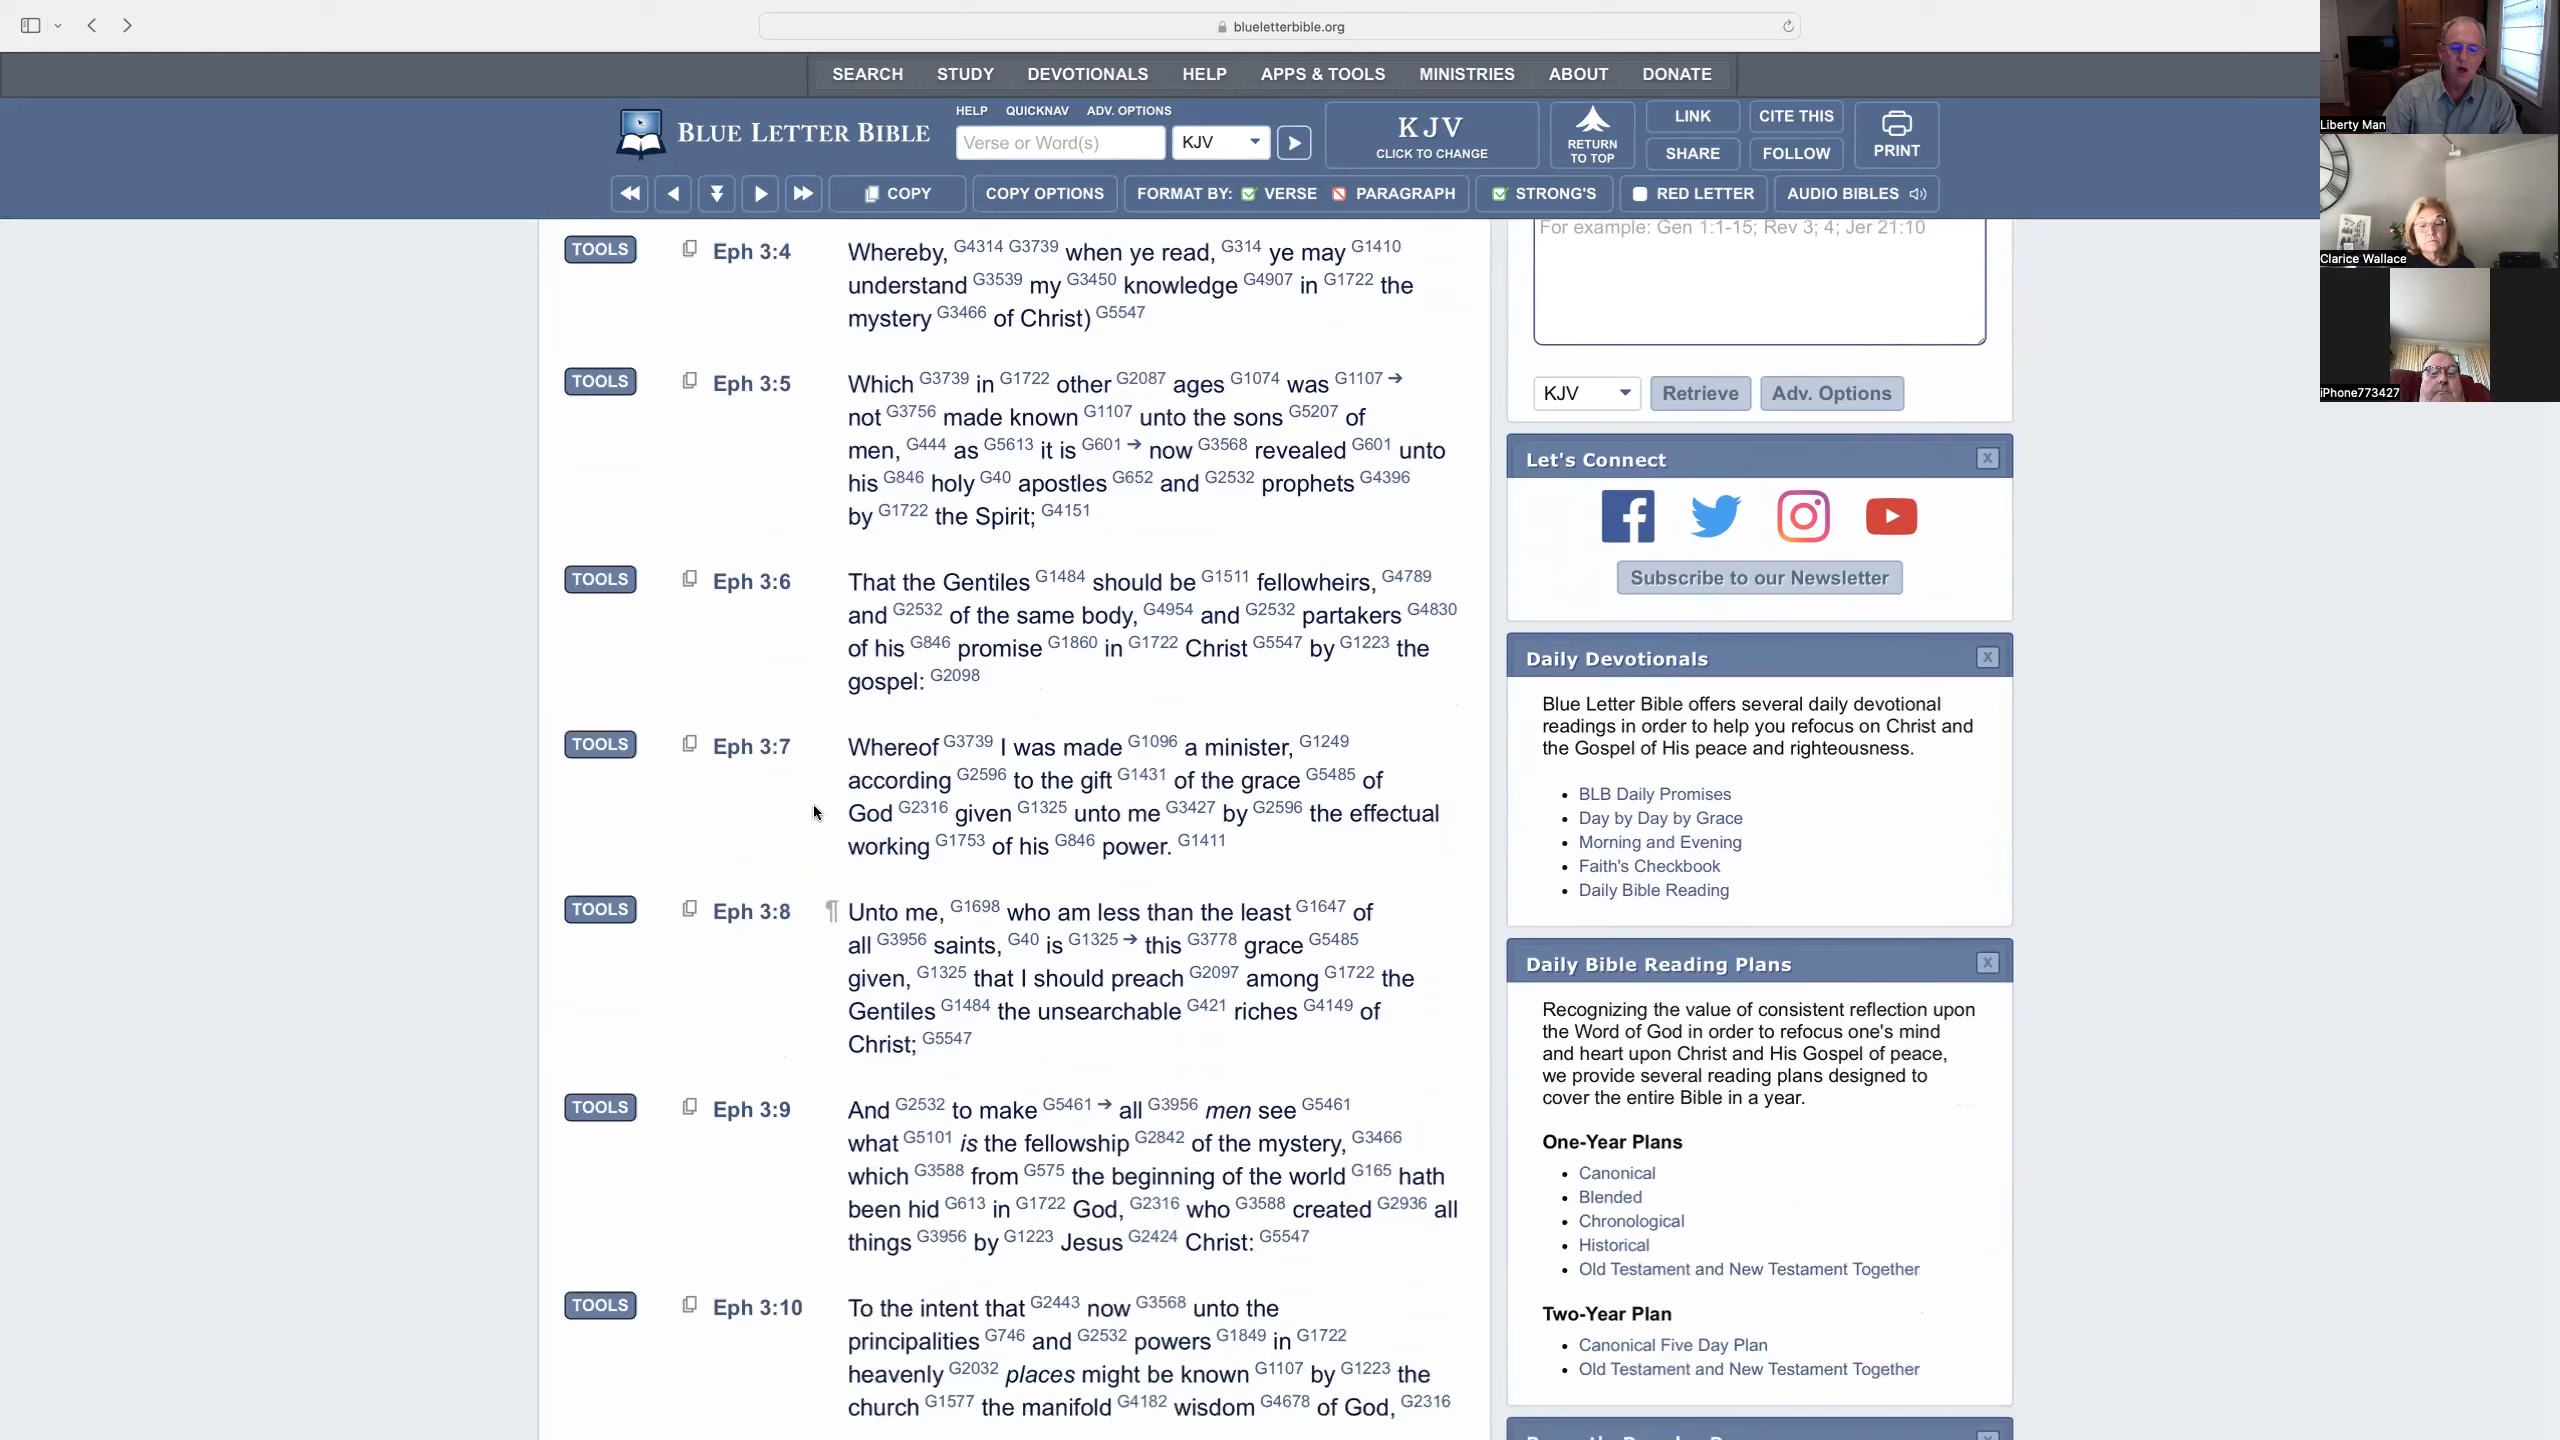 blueletterbible.org
SEARCH STUDY DEVOTIONALS HELP APPS & TOOLS MINISTRIES ABOUT DONATE
BLUE LETTER BIBLE
HELP QUICKNAV ADV. OPTIONS
Verse or Word(s) KJV
KJV
CLICK TO CHANGE
RETURN
TO TOP
LINK CITE THIS
SHARE FOLLOW
PRINT
COPY COPY OPTIONS FORMAT BY: VERSE PARAGRAPH STRONG'S RED LETTER AUDIO BIBLES
TOOLS Eph 3:4 Whereby, G4314 G3739 when ye read, G314 ye may G1410
understand G3539 my G3450 knowledge G4907 in G1722 the
mystery G3466 of Christ) G5547
TOOLS Eph 3:5 Which G3739 in G1722 other G2087 ages G1074 was G1107 →
not G3756 made known G1107 unto the sons G5207 of
men, G444 as G5613 it is G601 → now G3568 revealed G601 unto
his G846 holy G40 apostles G652 and G2532 prophets G4396
by G1722 the Spirit; G4151
TOOLS Eph 3:6 That the Gentiles G1484 should be G1511 fellowheirs, G4789
and G2532 of the same body, G4954 and G2532 partakers G4830
of his G846 promise G1860 in G1722 Christ G5547 by G1223 the
gospel: G2098
TOOLS Eph 3:7 Whereof G3739 I was made G1096 a minister, G1249
according G2596 to the gift G1431 of the grace G5485 of
God G2316 given G1325 unto me G3427 by G2596 the effectual
working G1753 of his G846 power. G1411
TOOLS Eph 3:8 ¶ Unto me, G1698 who am less than the least G1647 of
all G3956 saints, G40 is G1325 → this G3778 grace G5485
given, G1325 that I should preach G2097 among G1722 the
Gentiles G1484 the unsearchable G421 riches G4149 of
Christ; G5547
TOOLS Eph 3:9 And G2532 to make G5461 → all G3956 men see G5461
what G5101 is the fellowship G2842 of the mystery, G3466
which G3588 from G575 the beginning of the world G165 hath
been hid G613 in G1722 God, G2316 who G3588 created G2936 all
things G3956 by G1223 Jesus G2424 Christ: G5547
TOOLS Eph 3:10 To the intent that G2443 now G3568 unto the
principalities G746 and G2532 powers G1849 in G1722
heavenly G2032 places might be known G1107 by G1223 the
church G1577 the manifold G4182 wisdom G4678 of God, G2316
For example: Gen 1:1-15; Rev 3; 4; Jer 21:10
KJV Retrieve Adv. Options
Let's Connect X
Subscribe to our Newsletter
Daily Devotionals X
Blue Letter Bible offers several daily devotional
readings in order to help you refocus on Christ and
the Gospel of His peace and righteousness.
• BLB Daily Promises
• Day by Day by Grace
• Morning and Evening
• Faith's Checkbook
• Daily Bible Reading
Daily Bible Reading Plans X
Recognizing the value of consistent reflection upon
the Word of God in order to refocus one's mind
and heart upon Christ and His Gospel of peace,
we provide several reading plans designed to
cover the entire Bible in a year.
One-Year Plans
• Canonical
• Blended
• Chronological
• Historical
• Old Testament and New Testament Together
Two-Year Plan
• Canonical Five Day Plan
• Old Testament and New Testament Together
Liberty Man
Clarice Wallace
iPhone773427